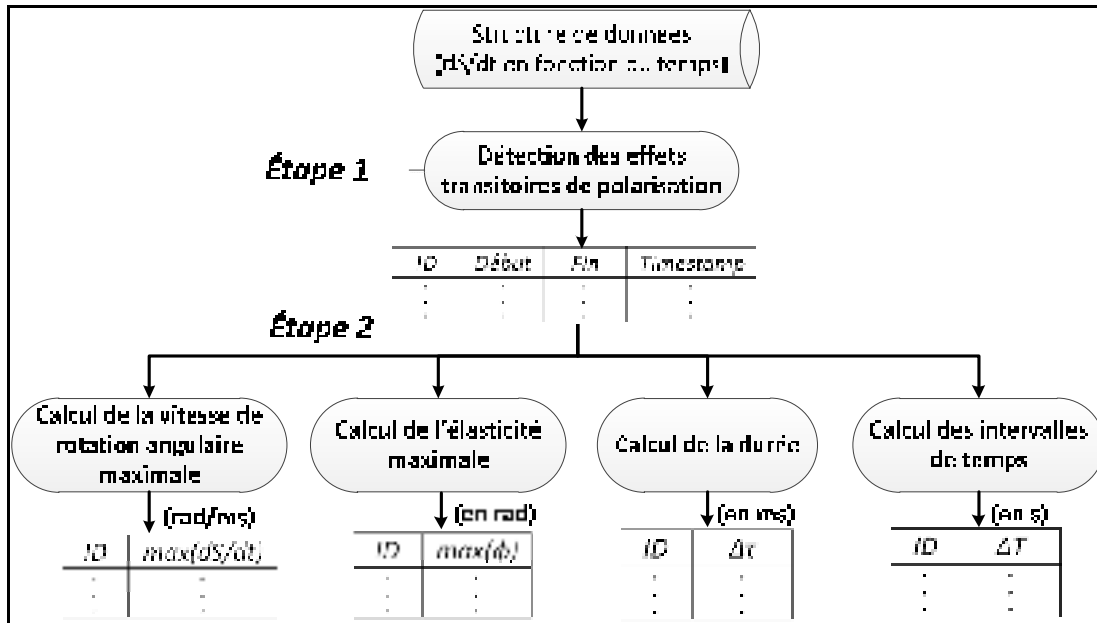 Structure de données
[dS/dt en fonction du temps]
Étape 1
Détection des effets
transitoires de polarisation
ID Début Fin Timestamp
Étape 2
Calcul de la vitesse de
rotation angulaire
maximale
Calcul de l'élasticité
maximale
Calcul de la durée
Calcul des intervalles
de temps
(rad/ms)
(en rad)
(en ms)
(en s)
ID max(dS/dt)
ID max(ϕ)
ID Δτ
ID ΔT